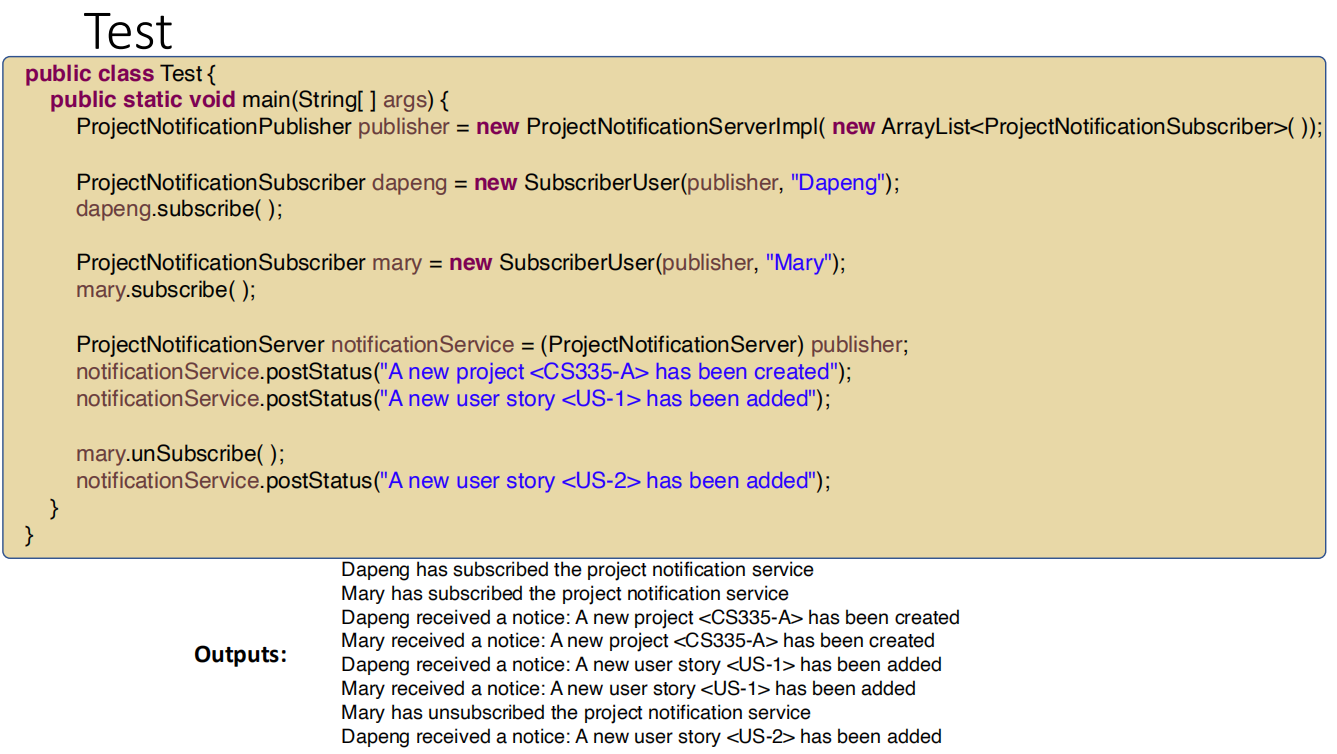 Test
public class Test {
public static void main(String[ ] args) {
ProjectNotificationPublisher publisher = new ProjectNotificationServerImpl( new ArrayList<ProjectNotificationSubscriber>( ));
ProjectNotificationSubscriber dapeng = new SubscriberUser(publisher, "Dapeng");
dapeng.subscribe( );
ProjectNotificationSubscriber mary = new SubscriberUser(publisher, "Mary");
mary.subscribe( );
ProjectNotificationServer notificationService = (ProjectNotificationServer) publisher;
notificationService.postStatus("A new project <CS335-A> has been created");
notificationService.postStatus("A new user story <US-1> has been added");
mary.unSubscribe( );
notificationService.postStatus("A new user story <US-2> has been added");
}
}
Outputs:
Dapeng has subscribed the project notification service
Mary has subscribed the project notification service
Dapeng received a notice: A new project <CS335-A> has been created
Mary received a notice: A new project <CS335-A> has been created
Dapeng received a notice: A new user story <US-1> has been added
Mary received a notice: A new user story <US-1> has been added
Mary has unsubscribed the project notification service
Dapeng received a notice: A new user story <US-2> has been added